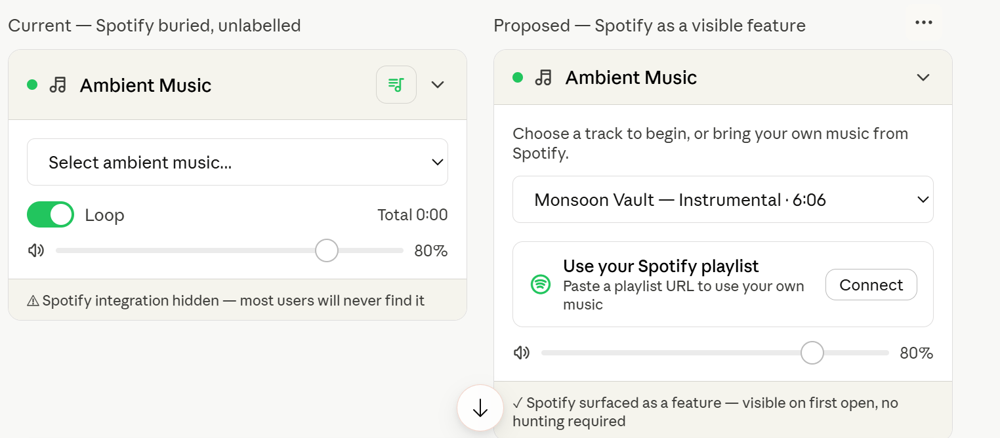 Current — Spotify buried, unlabelled
Ambient Music
Select ambient music...
Loop
Total 0:00
80%
⚠ Spotify integration hidden — most users will never find it
Proposed — Spotify as a visible feature
Ambient Music
Choose a track to begin, or bring your own music from
Spotify.
Monsoon Vault — Instrumental · 6:06
Use your Spotify playlist
Paste a playlist URL to use your own
music
Connect
80%
✓ Spotify surfaced as a feature — visible on first open, no
hunting required